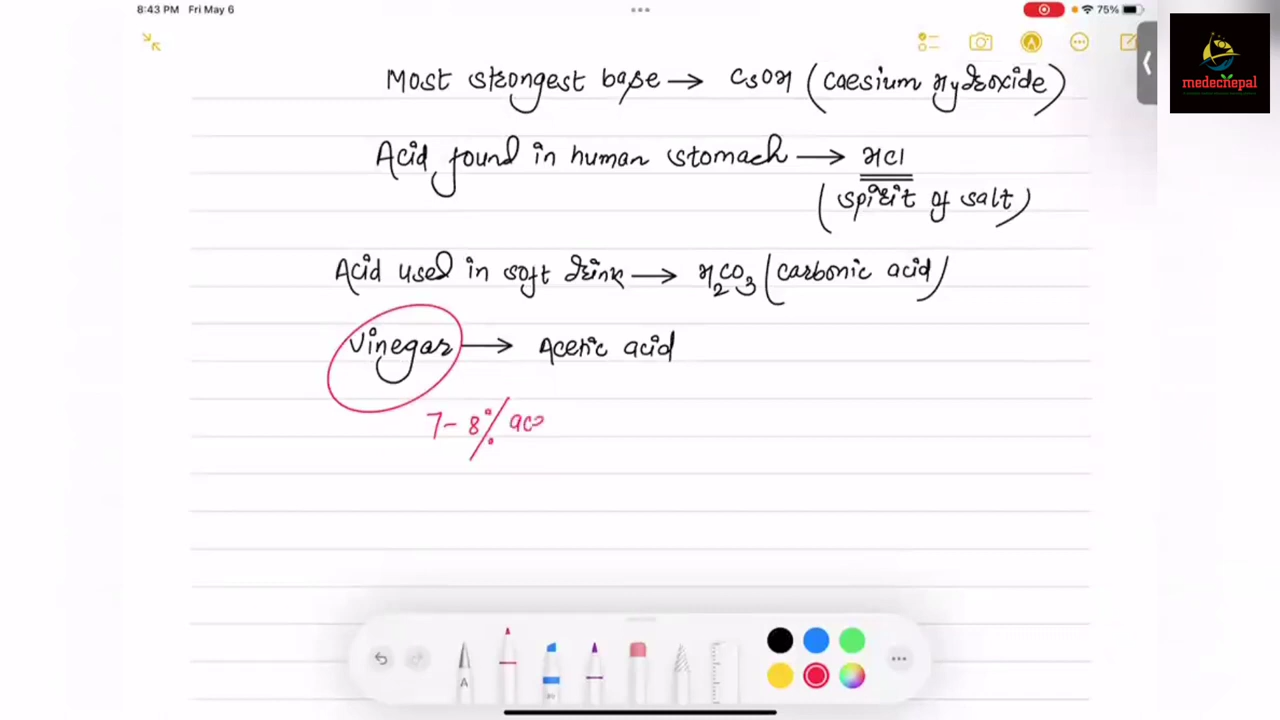 8:43 PM Fri May 6
75%
medecnepal
Most strongest base → CsOH (Caesium Hydroxide)
Acid found in human stomach → HCl
(spirit of salt)
Acid used in soft drink → H2CO3 (carbonic acid)
Vinegar → Acetic acid
7-8% ace
A